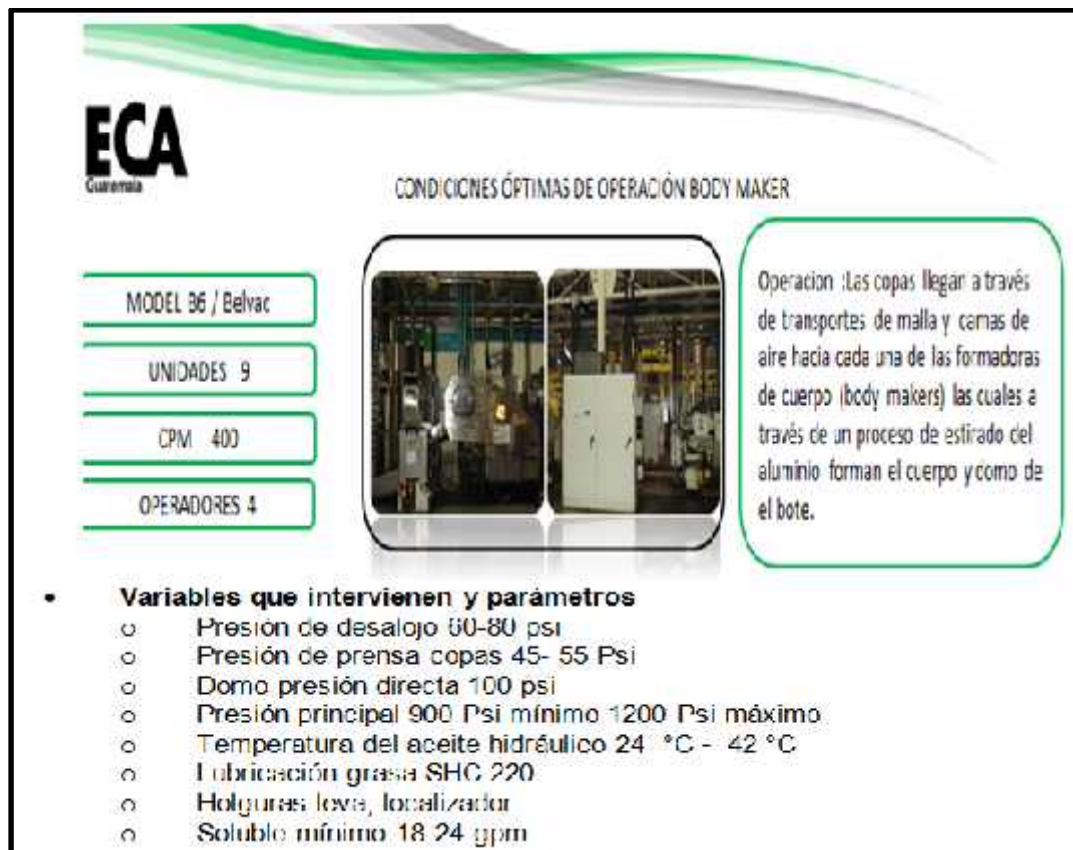 ECA
Guatemala
CONDICIONES ÓPTIMAS DE OPERACIÓN BODY MAKER
MODEL B6 / Belvac
UNIDADES 9
CPM 400
OPERADORES 4
Operacion :Las copas llegan a través
de transportes de malla y camas de
aire hacia cada una de las formadoras
de cuerpo (body makers) las cuales a
través de un proceso de estirado del
aluminio forman el cuerpo y domo de
el bote.
• Variables que intervienen y parámetros
o Presión de desalojo 60-80 psi
o Presión de prensa copas 45- 55 Psi
o Domo presión directa 100 psi
o Presión principal 900 Psi mínimo 1200 Psi máximo
o Temperatura del aceite hidráulico 24 °C - 42 °C
o Lubricación grasa SHC 220
o Holguras leva, localizador
o Soluble mínimo 18 24 gpm